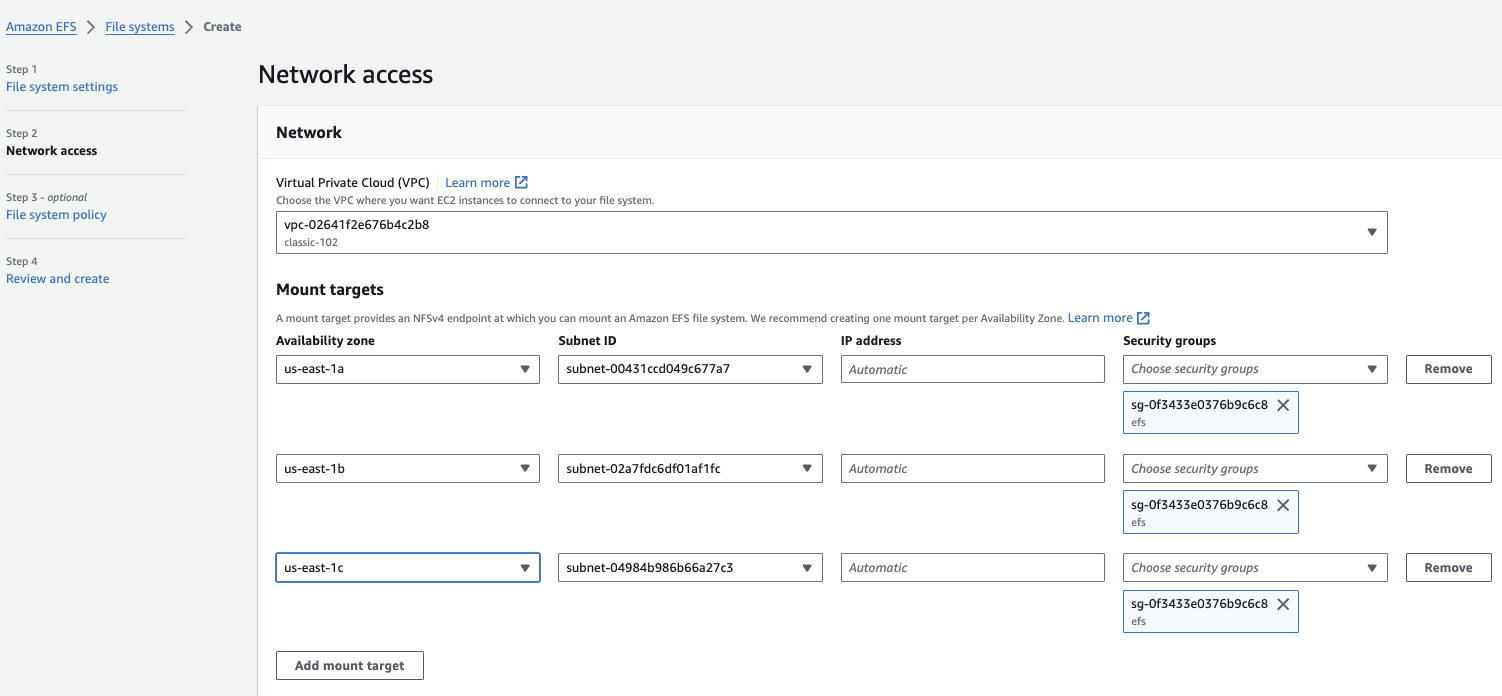 Amazon EFS > File systems > Create
Step 1
File system settings
Step 2
Network access
Step 3 - optional
File system policy
Step 4
Review and create
Network access
Network
Virtual Private Cloud (VPC) Learn more
Choose the VPC where you want EC2 instances to connect to your file system.
vpc-02641f2e676b4c2b8
classic-102
Mount targets
A mount target provides an NFSv4 endpoint at which you can mount an Amazon EFS file system. We recommend creating one mount target per Availability Zone. Learn more
Availability zone Subnet ID IP address Security groups
us-east-1a subnet-00431ccd049c677a7 Automatic Choose security groups Remove
sg-0f3433e0376b9c6c8
efs
us-east-1b subnet-02a7fdc6df01af1fc Automatic Choose security groups Remove
sg-0f3433e0376b9c6c8
efs
us-east-1c subnet-04984b986b66a27c3 Automatic Choose security groups Remove
sg-0f3433e0376b9c6c8
efs
Add mount target